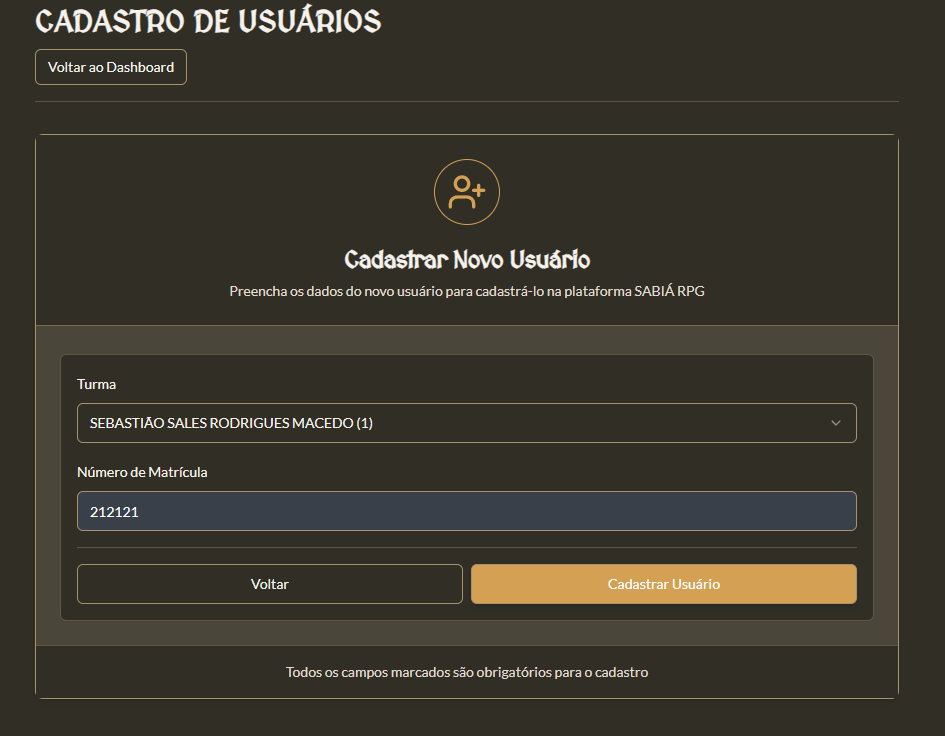 CADASTRO DE USUÁRIOS
Voltar ao Dashboard
Cadastrar Novo Usuário
Preencha os dados do novo usuário para cadastrá-lo na plataforma SABIÁ RPG
Turma
SEBASTIÃO SALES RODRIGUES MACEDO (1)
Número de Matrícula
212121
Voltar
Cadastrar Usuário
Todos os campos marcados são obrigatórios para o cadastro